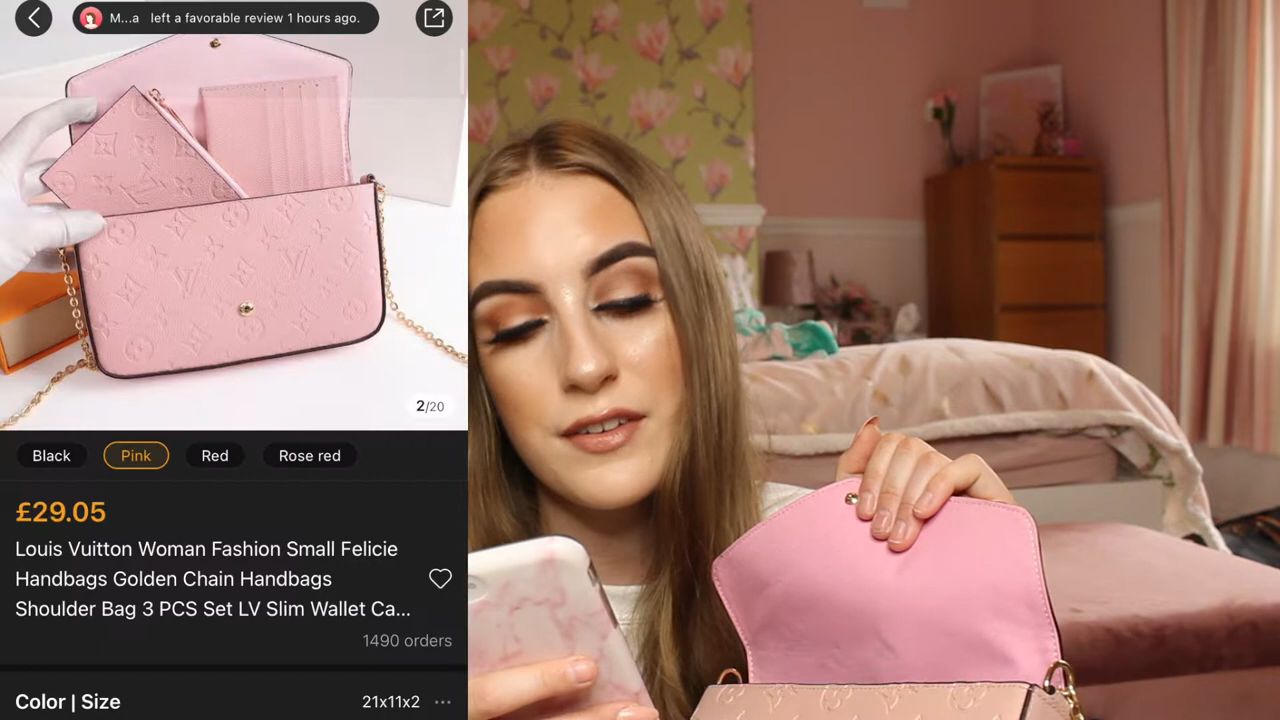 M...a left a favorable review 1 hours ago.
2/20
Black Pink Red Rose red
£29.05
Louis Vuitton Woman Fashion Small Felicie
Handbags Golden Chain Handbags
Shoulder Bag 3 PCS Set LV Slim Wallet Ca...
1490 orders
Color | Size 21x11x2 ...